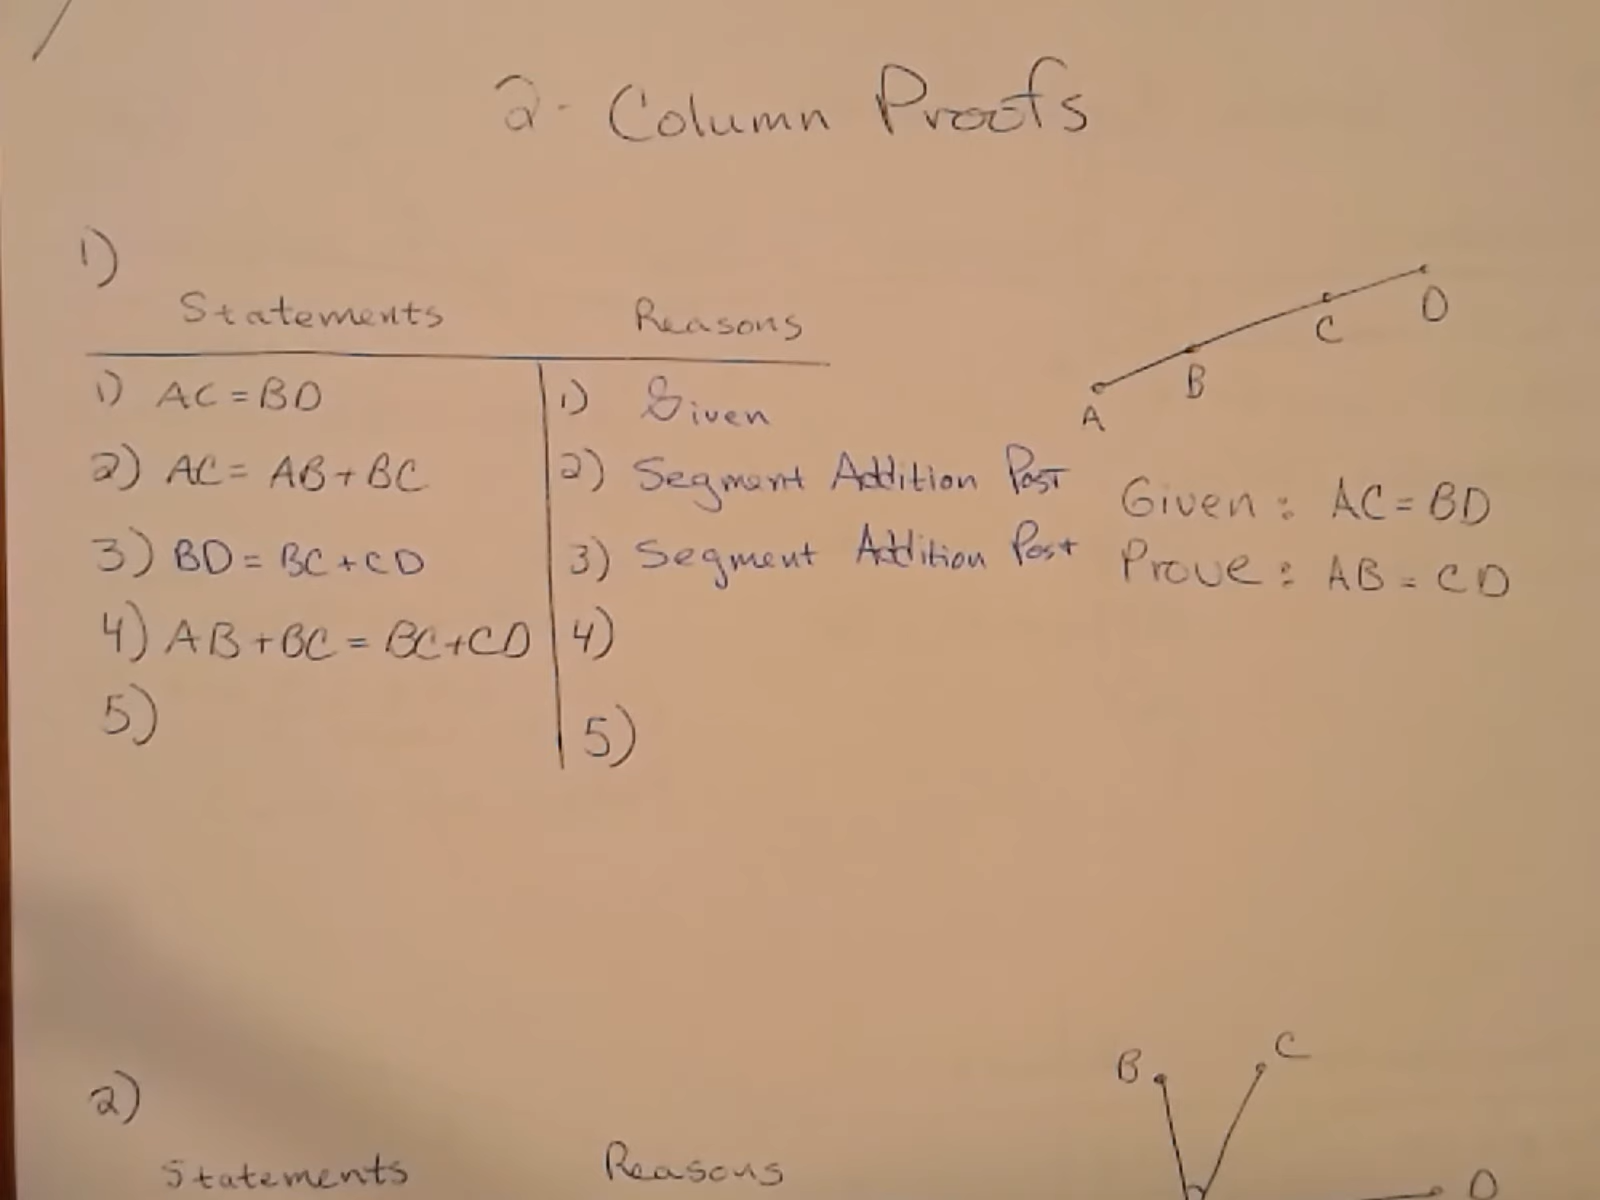 2- Column Proofs
1)
Statements Reasons
1) AC = BD 1) Given
2) AC = AB + BC 2) Segment Addition Post
3) BD = BC + CD 3) Segment Addition Post
4) AB + BC = BC + CD 4)
5) 5)
A B C D
Given: AC = BD
Prove: AB = CD
2)
Statements Reasons
B C
D